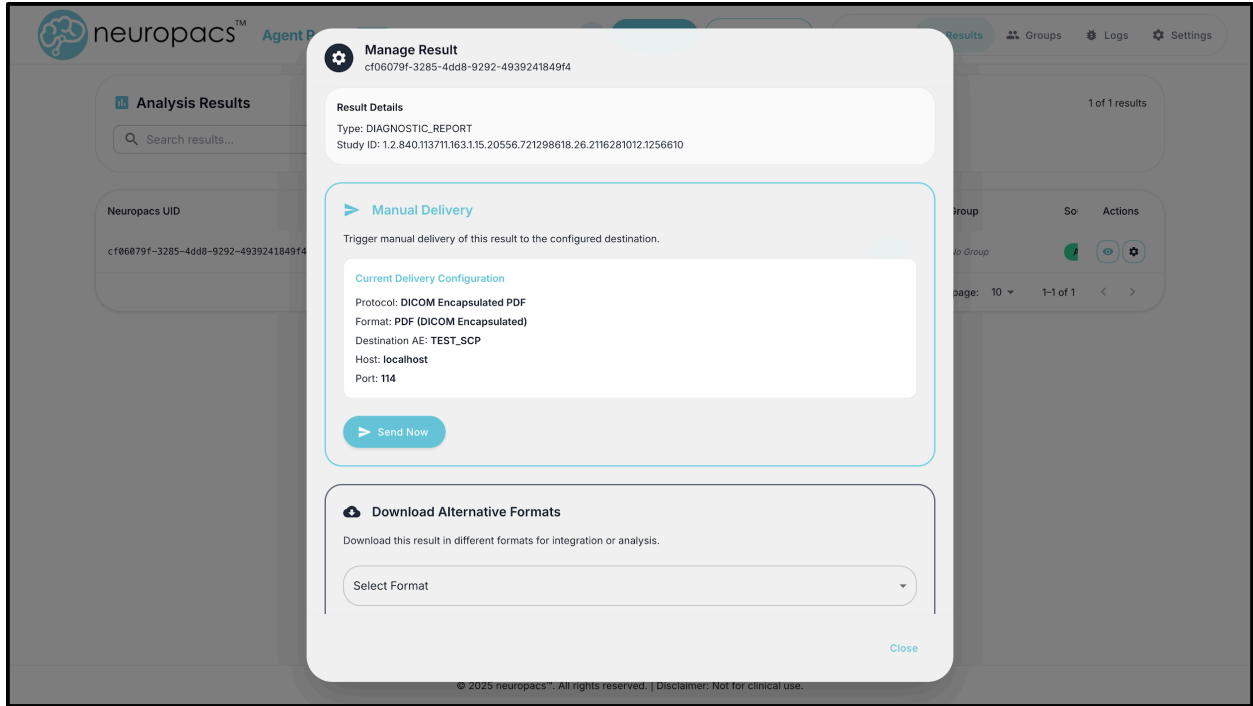 neuropacs™
Agent P
Results
Groups
Logs
Settings
Manage Result
cf06079f-3285-4dd8-9292-4939241849f4
Analysis Results
1 of 1 results
Search results...
Result Details
Type: DIAGNOSTIC_REPORT
Study ID: 1.2.840.113711.163.1.15.20556.721298618.26.2116281012.1256610
Neuropacs UID
Group
So
Actions
cf06079f-3285-4dd8-9292-4939241849f4
No Group
page: 10
1–1 of 1
Manual Delivery
Trigger manual delivery of this result to the configured destination.
Current Delivery Configuration
Protocol: DICOM Encapsulated PDF
Format: PDF (DICOM Encapsulated)
Destination AE: TEST_SCP
Host: localhost
Port: 114
Send Now
Download Alternative Formats
Download this result in different formats for integration or analysis.
Select Format
Close
© 2025 neuropacs™. All rights reserved. | Disclaimer: Not for clinical use.